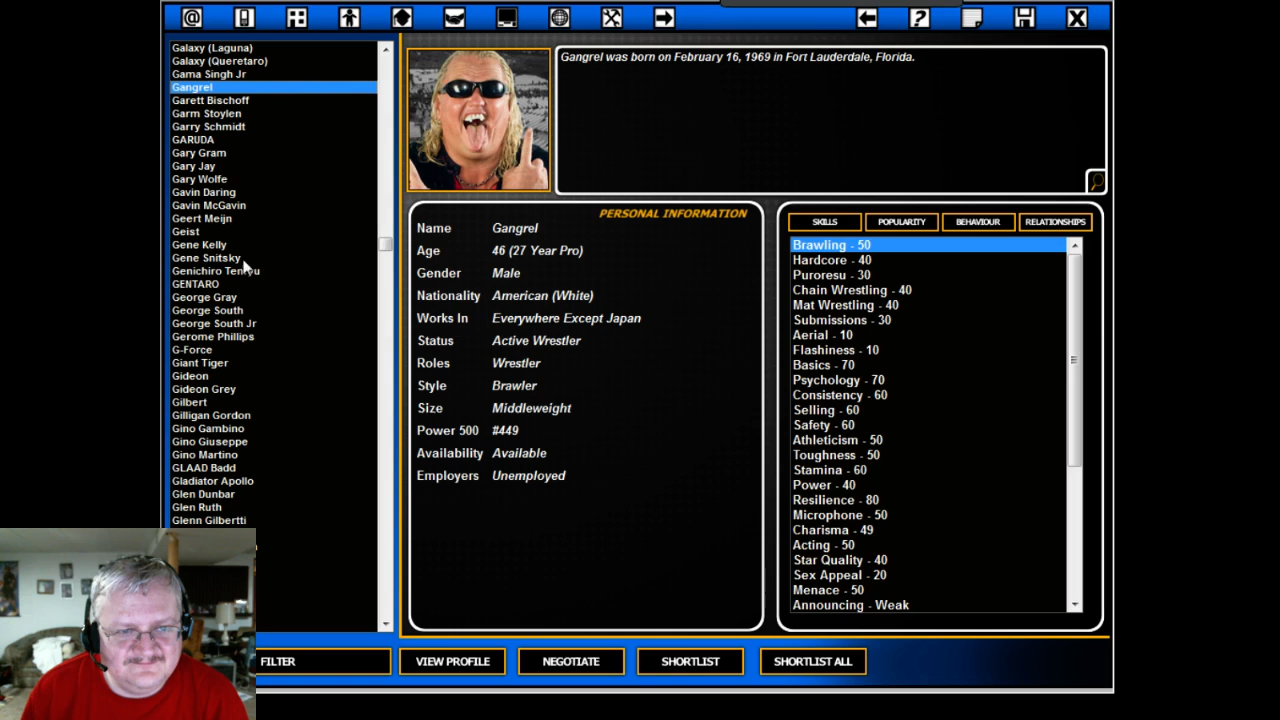 Galaxy (Laguna)
Galaxy (Queretaro)
Gama Singh Jr
Gangrel
Garett Bischoff
Garm Stoylen
Garry Schmidt
GARUDA
Gary Gram
Gary Jay
Gary Wolfe
Gavin Daring
Gavin McGavin
Geert Meijn
Geist
Gene Kelly
Gene Snitsky
Genichiro
GENTARO
George Gray
George South
George South Jr
Gerome Phillips
G-Force
Giant Tiger
Gideon
Gideon Grey
Gilbert
Gilligan Gordon
Gino Gambino
Gino Giuseppe
Gino Martino
GLAAD Badd
Gladiator Apollo
Glen Dunbar
Glen Ruth
Glenn Gilbertti
FILTER
Gangrel was born on February 16, 1969 in Fort Lauderdale, Florida.
PERSONAL INFORMATION
Name Gangrel
Age 46 (27 Year Pro)
Gender Male
Nationality American (White)
Works In Everywhere Except Japan
Status Active Wrestler
Roles Wrestler
Style Brawler
Size Middleweight
Power 500 #449
Availability Available
Employers Unemployed
SKILLS POPULARITY BEHAVIOUR RELATIONSHIPS
Brawling - 50
Hardcore - 40
Puroresu - 30
Chain Wrestling - 40
Mat Wrestling - 40
Submissions - 30
Aerial - 10
Flashiness - 10
Basics - 70
Psychology - 70
Consistency - 60
Selling - 60
Safety - 60
Athleticism - 50
Toughness - 50
Stamina - 60
Power - 40
Resilience - 80
Microphone - 50
Charisma - 49
Acting - 50
Star Quality - 40
Sex Appeal - 20
Menace - 50
Announcing - Weak
VIEW PROFILE NEGOTIATE SHORTLIST SHORTLIST ALL